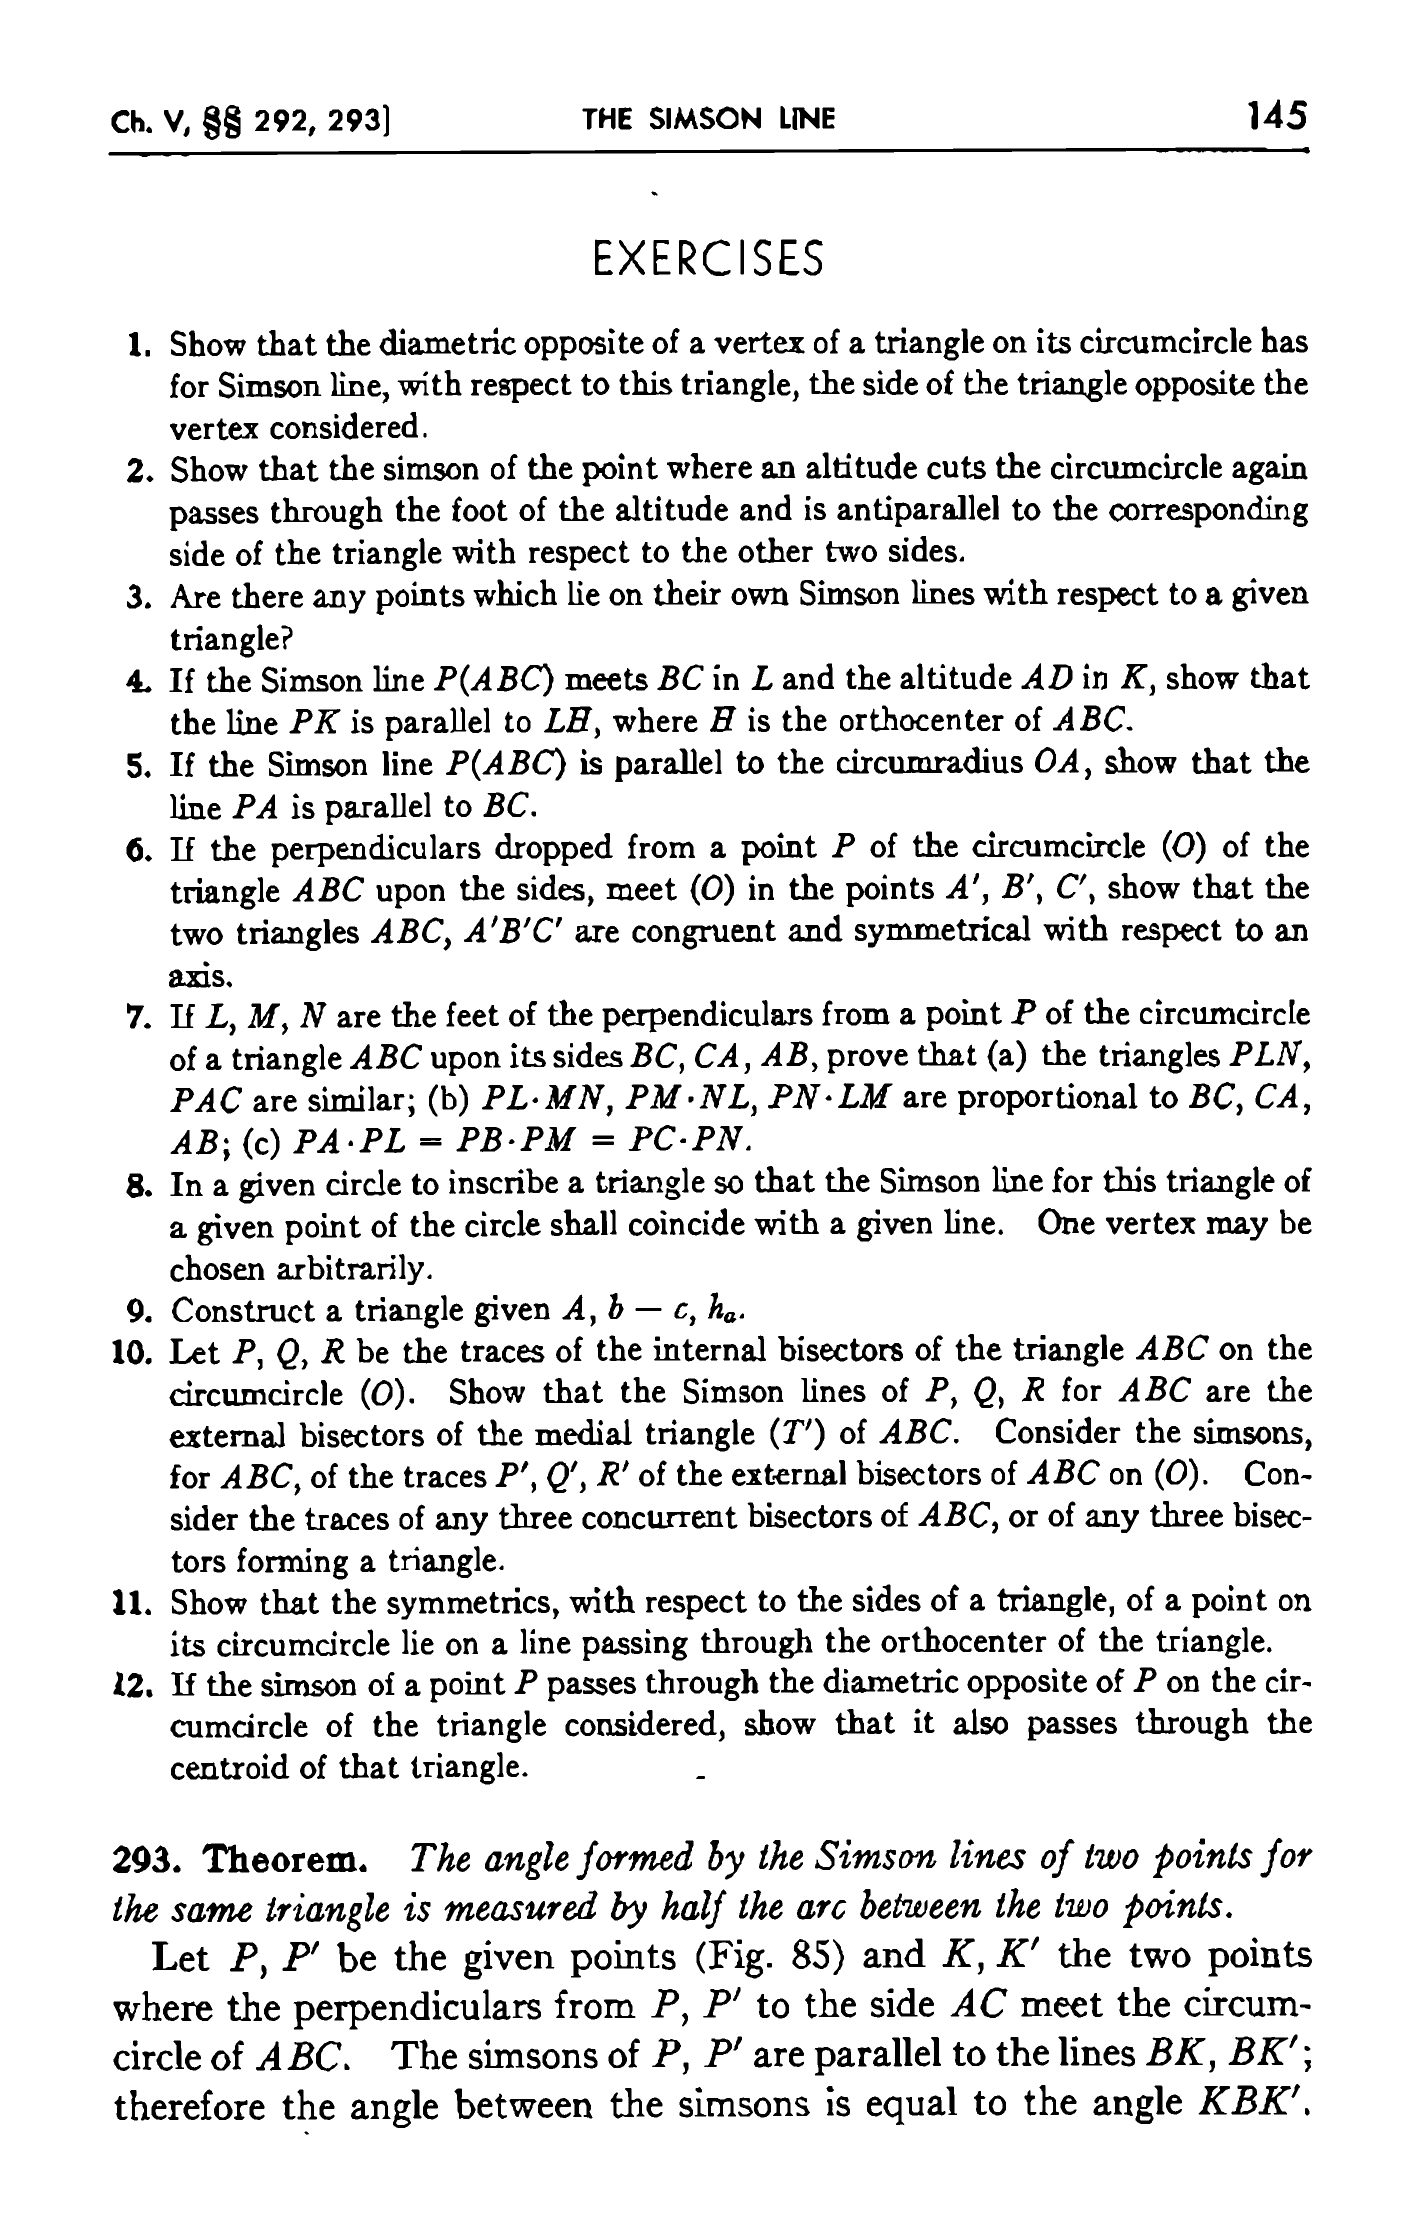 Ch. V, §§ 292, 293] THE SIMSON LINE 145
EXERCISES
1. Show that the diametric opposite of a vertex of a triangle on its circumcircle has
for Simson line, with respect to this triangle, the side of the triangle opposite the
vertex considered.
2. Show that the simson of the point where an altitude cuts the circumcircle again
passes through the foot of the altitude and is antiparallel to the corresponding
side of the triangle with respect to the other two sides.
3. Are there any points which lie on their own Simson lines with respect to a given
triangle?
4. If the Simson line P(ABC) meets BC in L and the altitude AD in K, show that
the line PK is parallel to LH, where H is the orthocenter of ABC.
5. If the Simson line P(ABC) is parallel to the circumradius OA, show that the
line PA is parallel to BC.
6. If the perpendiculars dropped from a point P of the circumcircle (O) of the
triangle ABC upon the sides, meet (O) in the points A', B', C', show that the
two triangles ABC, A'B'C' are congruent and symmetrical with respect to an
axis.
7. If L, M, N are the feet of the perpendiculars from a point P of the circumcircle
of a triangle ABC upon its sides BC, CA, AB, prove that (a) the triangles PLN,
PAC are similar; (b) PL·MN, PM·NL, PN·LM are proportional to BC, CA,
AB; (c) PA·PL = PB·PM = PC·PN.
8. In a given circle to inscribe a triangle so that the Simson line for this triangle of
a given point of the circle shall coincide with a given line. One vertex may be
chosen arbitrarily.
9. Construct a triangle given A, b — c, hₐ.
10. Let P, Q, R be the traces of the internal bisectors of the triangle ABC on the
circumcircle (O). Show that the Simson lines of P, Q, R for ABC are the
external bisectors of the medial triangle (T') of ABC. Consider the simsons,
for ABC, of the traces P', Q', R' of the external bisectors of ABC on (O). Con-
sider the traces of any three concurrent bisectors of ABC, or of any three bisec-
tors forming a triangle.
11. Show that the symmetrics, with respect to the sides of a triangle, of a point on
its circumcircle lie on a line passing through the orthocenter of the triangle.
12. If the simson of a point P passes through the diametric opposite of P on the cir-
cumcircle of the triangle considered, show that it also passes through the
centroid of that triangle.
293. Theorem. The angle formed by the Simson lines of two points for
the same triangle is measured by half the arc between the two points.
Let P, P' be the given points (Fig. 85) and K, K' the two points
where the perpendiculars from P, P' to the side AC meet the circum-
circle of ABC. The simsons of P, P' are parallel to the lines BK, BK';
therefore the angle between the simsons is equal to the angle KBK'.